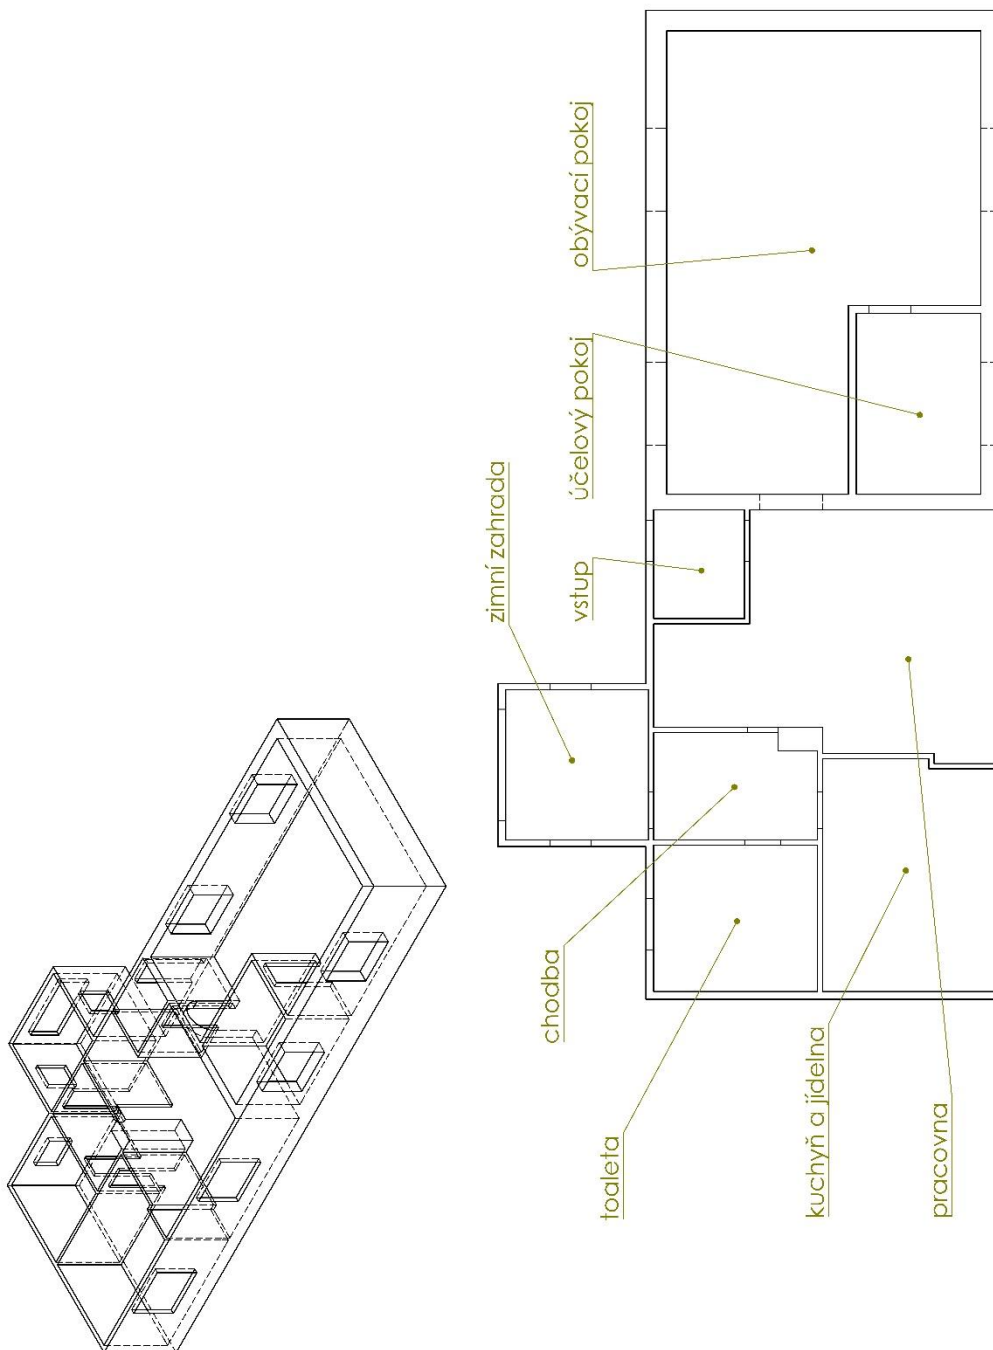 obývací pokoj
účelový pokoj
zimní zahrada
vstup
chodba
toaleta
kuchyň a jídelna
pracovna